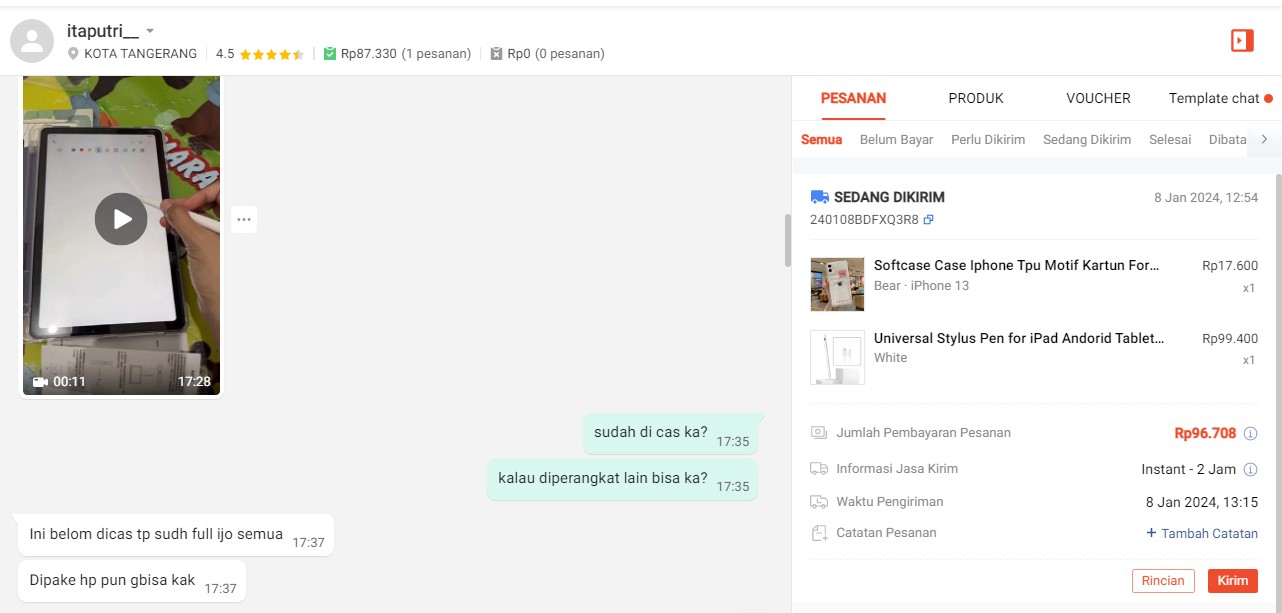 itaputri__
KOTA TANGERANG
4.5
Rp87.330 (1 pesanan)
Rp0 (0 pesanan)
MARA
00:11
17:28
sudah di cas ka?
17:35
kalau diperangkat lain bisa ka?
17:35
Ini belom dicas tp sudh full ijo semua
17:37
Dipake hp pun gbisa kak
17:37
PESANAN
PRODUK
VOUCHER
Template chat
Semua
Belum Bayar
Perlu Dikirim
Sedang Dikirim
Selesai
Dibata
SEDANG DIKIRIM
8 Jan 2024, 12:54
240108BDFXQ3R8
Softcase Case Iphone Tpu Motif Kartun For...
Rp17.600
Bear · iPhone 13
x1
Universal Stylus Pen for iPad Andorid Tablet...
Rp99.400
White
x1
Jumlah Pembayaran Pesanan
Rp96.708
Informasi Jasa Kirim
Instant - 2 Jam
Waktu Pengiriman
8 Jan 2024, 13:15
Catatan Pesanan
+ Tambah Catatan
Rincian
Kirim